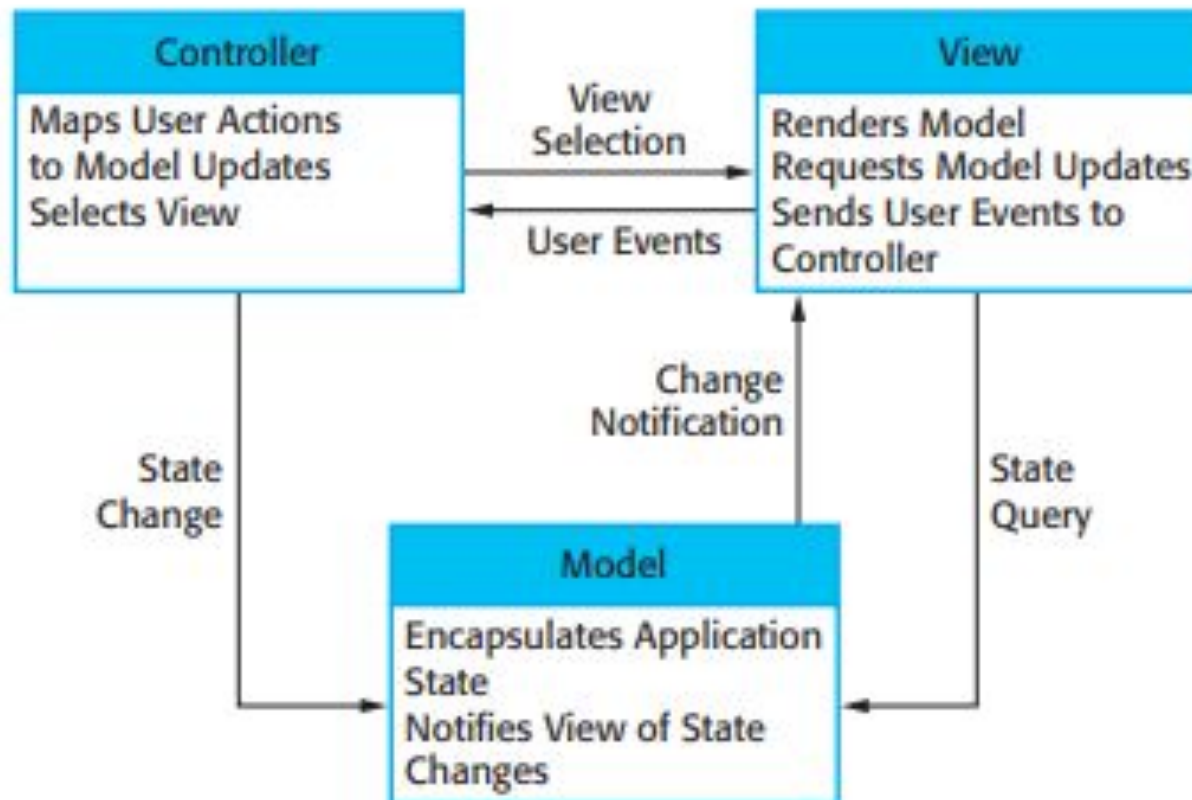 Controller
Maps User Actions
to Model Updates
Selects View
View
Selection
User Events
View
Renders Model
Requests Model Updates
Sends User Events to
Controller
State
Change
Change
Notification
State
Query
Model
Encapsulates Application
State
Notifies View of State
Changes